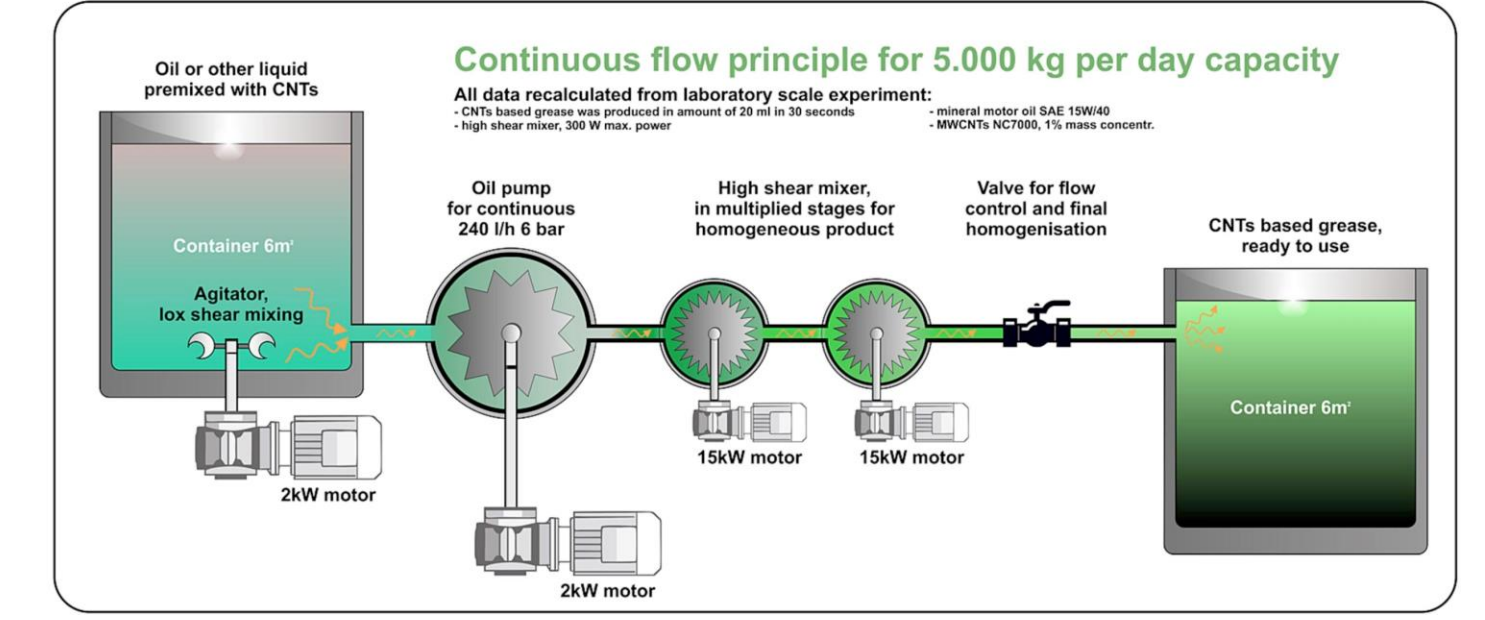 Continuous flow principle for 5.000 kg per day capacity
All data recalculated from laboratory scale experiment:
- CNTs based grease was produced in amount of 20 ml in 30 seconds
- high shear mixer, 300 W max. power
- mineral motor oil SAE 15W/40
- MWCNTs NC7000, 1% mass concentr.
Oil or other liquid
premixed with CNTs
Container 6m²
Agitator,
lox shear mixing
2kW motor
Oil pump
for continuous
240 l/h 6 bar
2kW motor
High shear mixer,
in multiplied stages for
homogeneous product
15kW motor
15kW motor
Valve for flow
control and final
homogenisation
CNTs based grease,
ready to use
Container 6m²